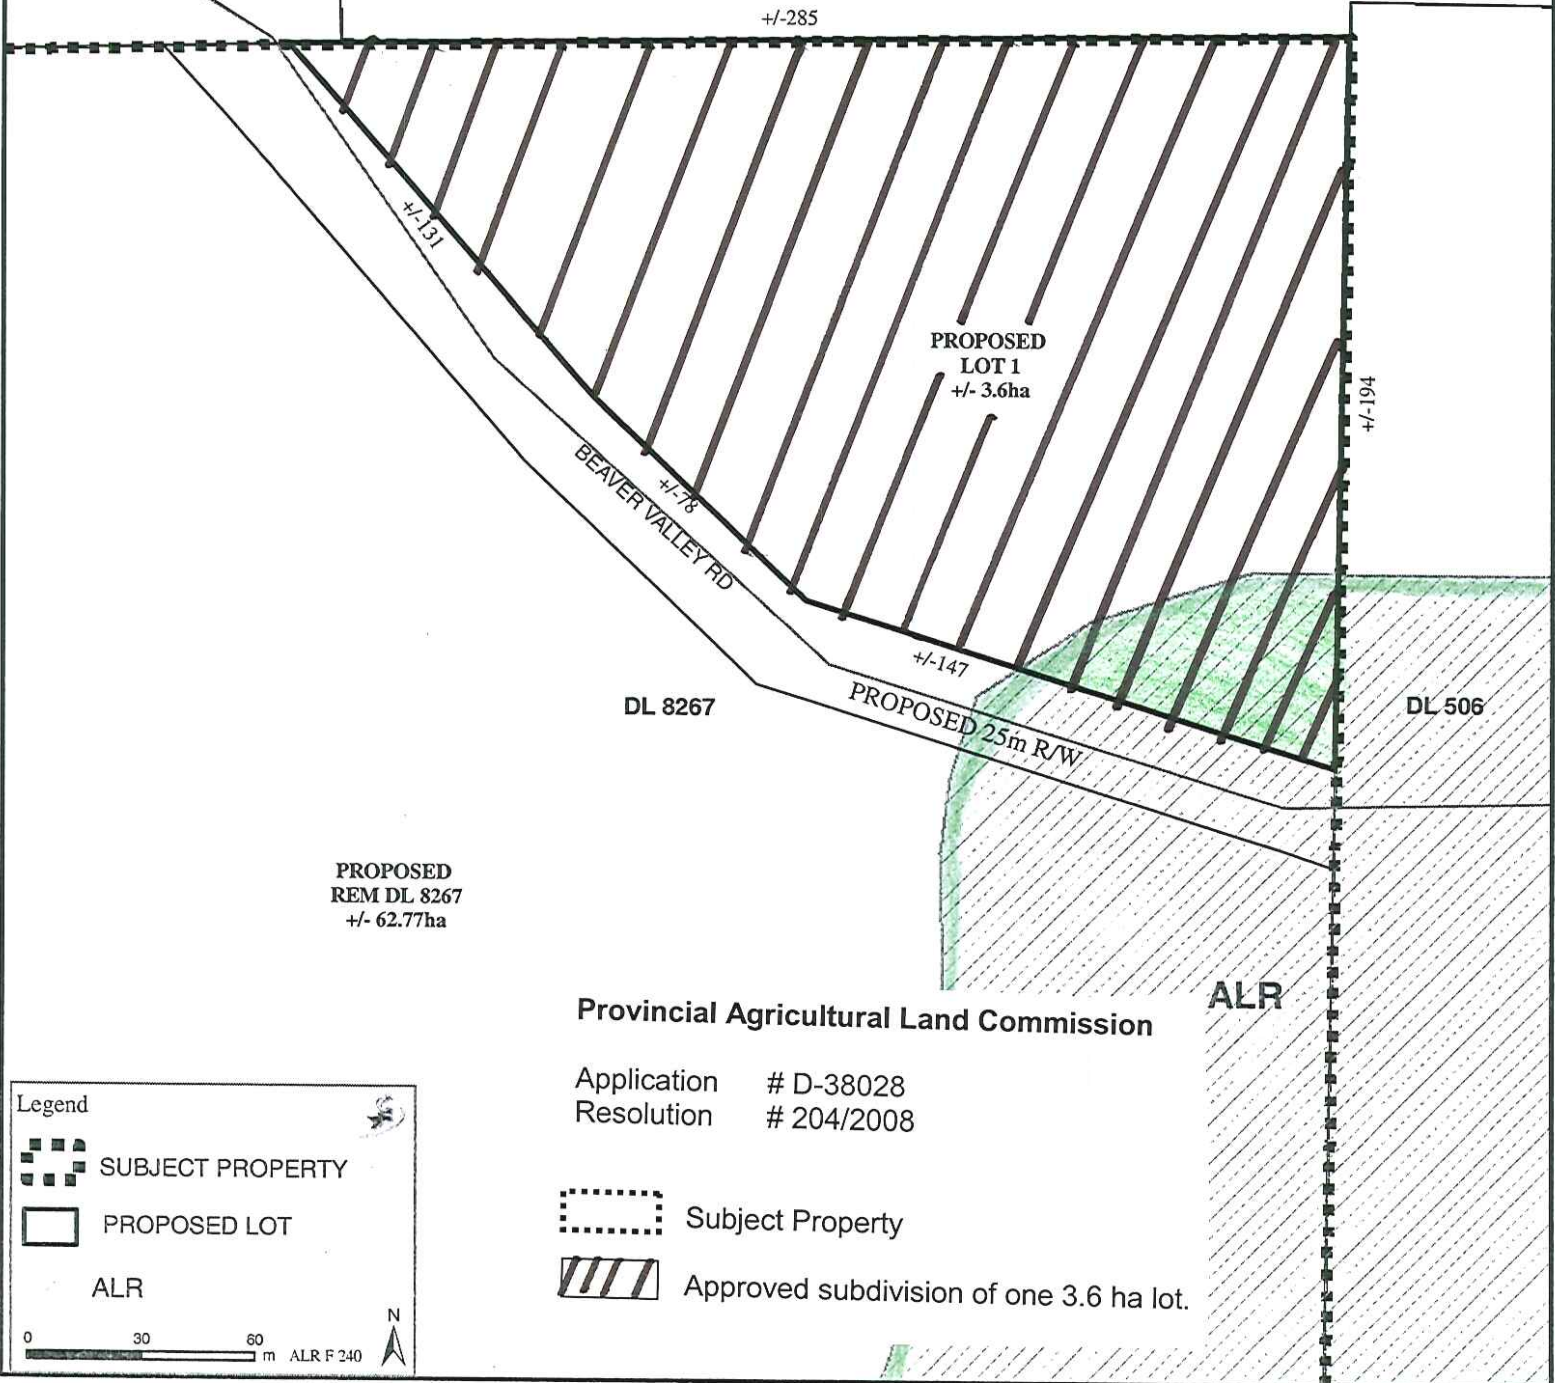 +/-285
+/-131
PROPOSED
LOT 1
+/- 3.6ha
+/-194
+/-78
BEAVER VALLEY RD
+/-147
PROPOSED 25m R/W
DL 8267
DL 506
PROPOSED
REM DL 8267
+/- 62.77ha
ALR
Provincial Agricultural Land Commission
Application # D-38028
Resolution # 204/2008
Subject Property
Approved subdivision of one 3.6 ha lot.
Legend
SUBJECT PROPERTY
PROPOSED LOT
ALR
N
0 30 60 m ALR F 240